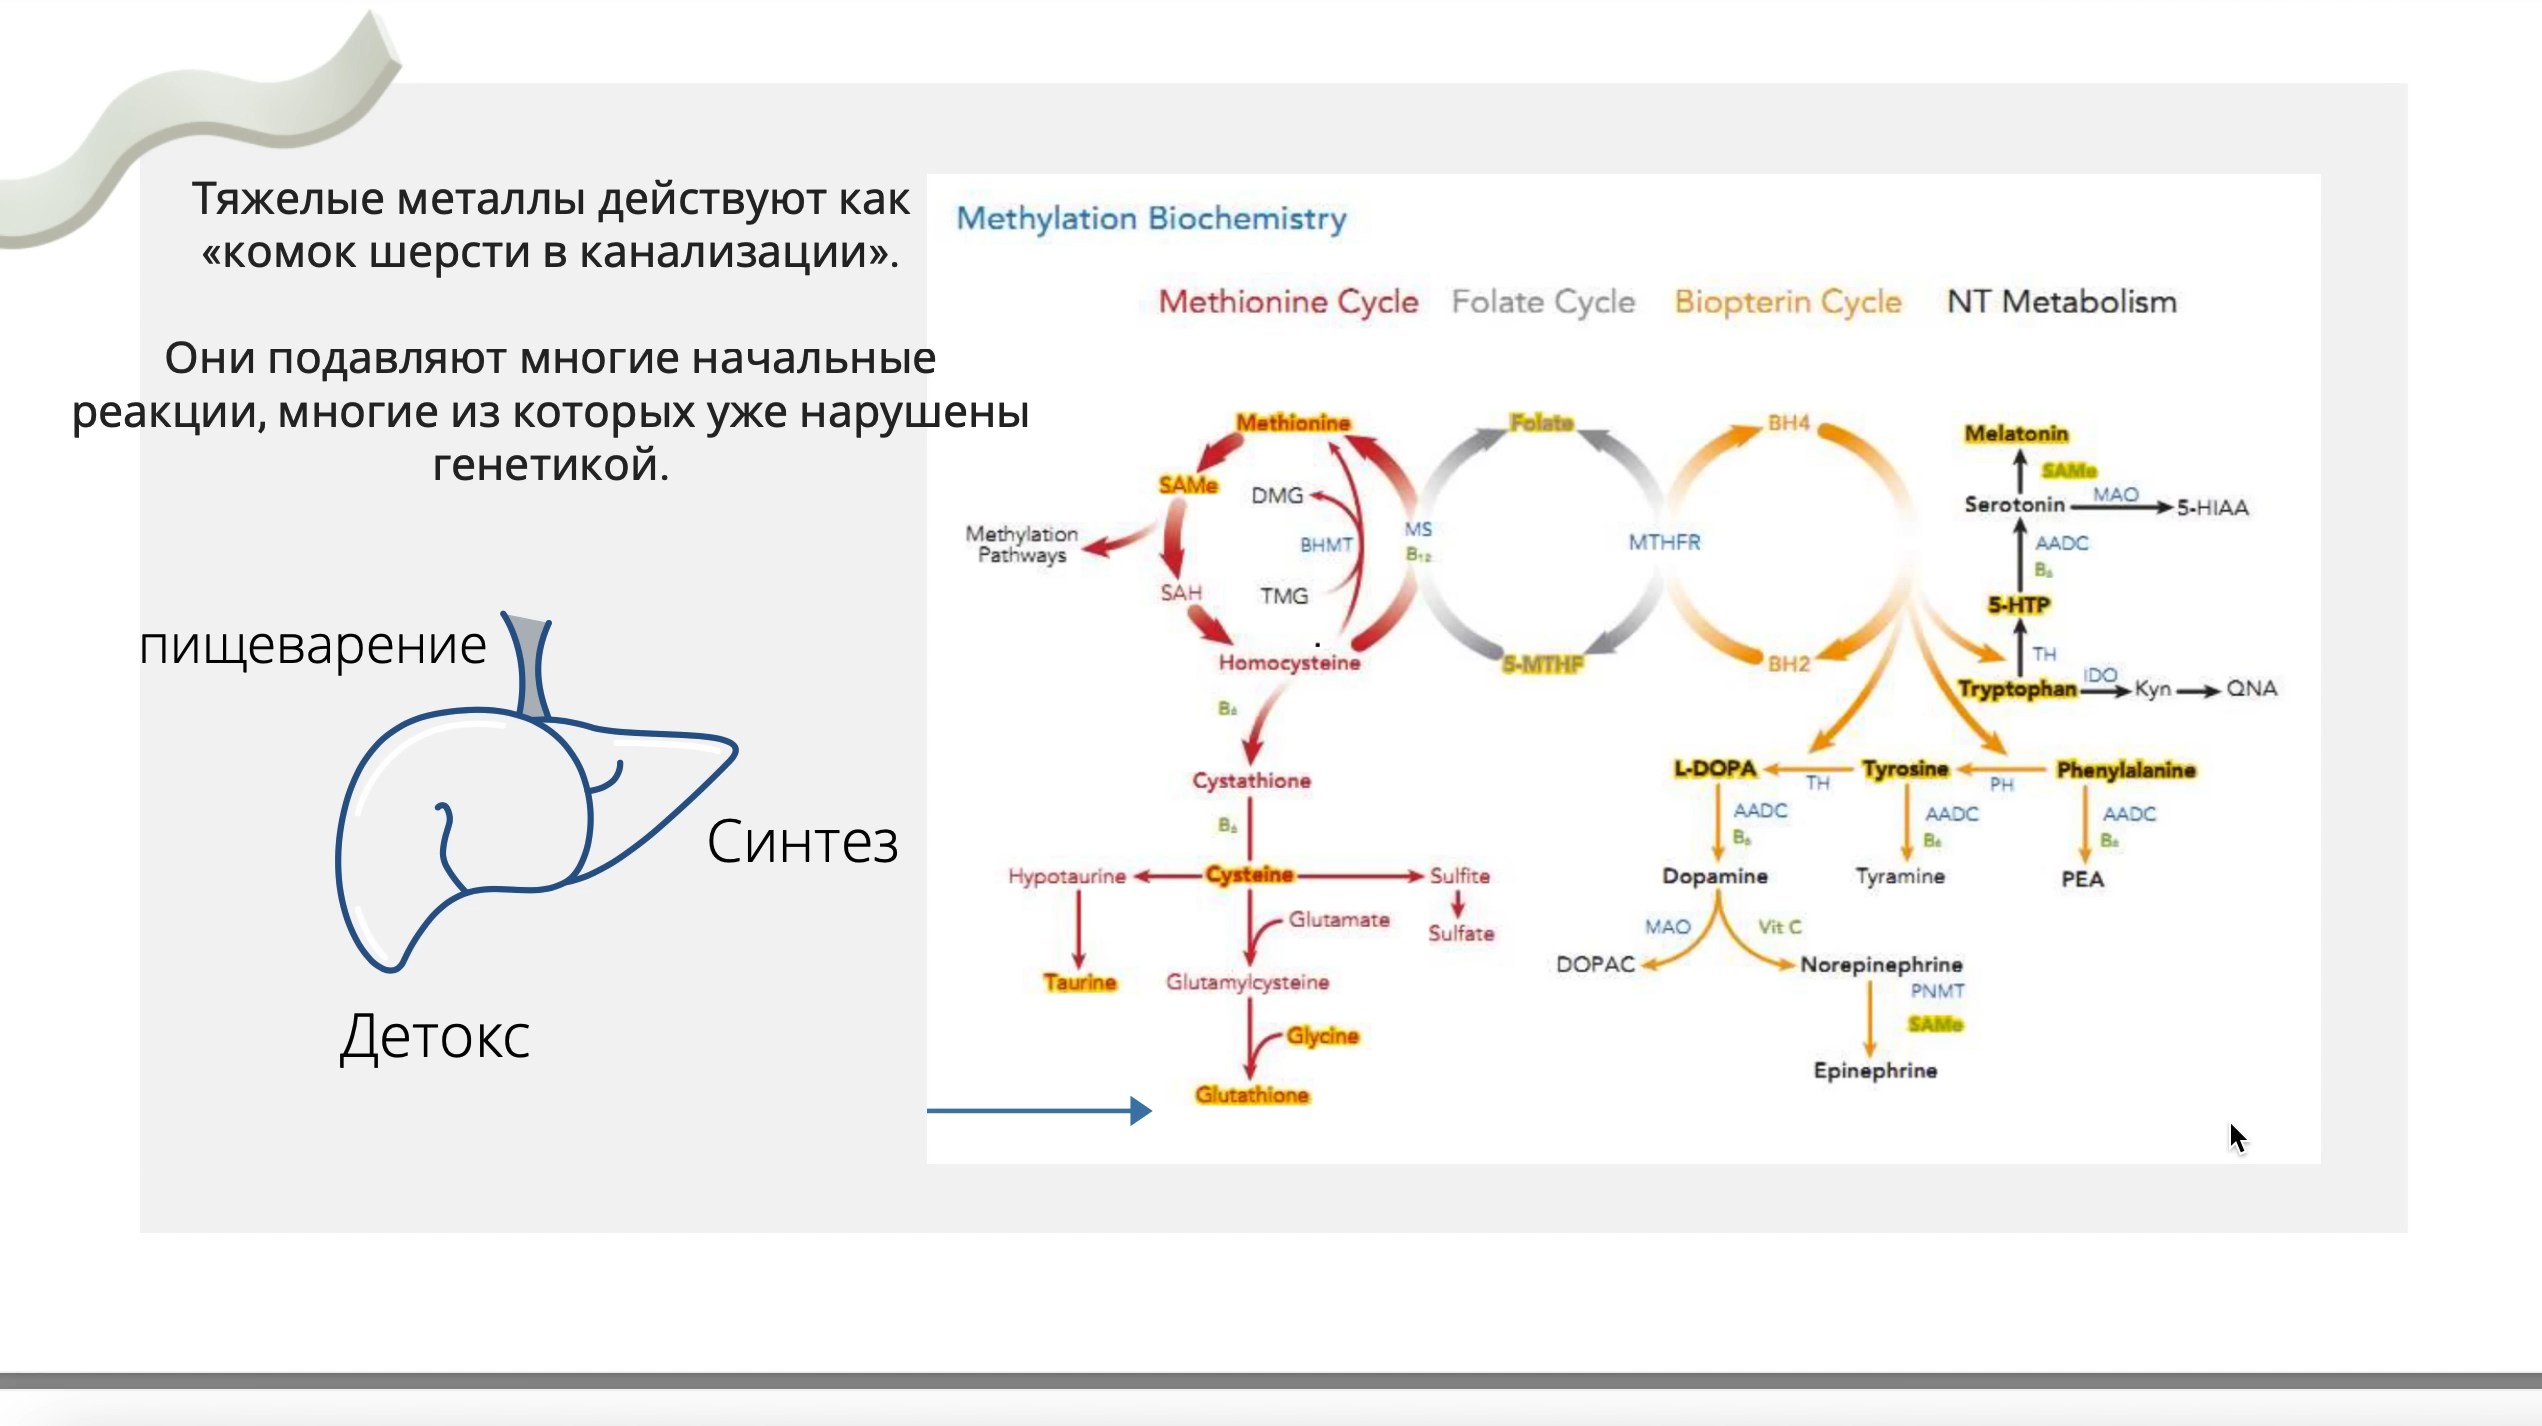 Тяжелые металлы действуют как
«комок шерсти в канализации».
Они подавляют многие начальные
реакции, многие из которых уже нарушены
генетикой.
пищеварение
Синтез
Детокс
Methylation Biochemistry
Methionine Cycle Folate Cycle Biopterin Cycle NT Metabolism
Methionine
SAMe
DMG
Methylation
Pathways
BHMT
MS
B₁₂
SAH
TMG
Homocysteine
B₆
Cystathione
B₆
Hypotaurine Cysteine Sulfite
Glutamate
Sulfate
Taurine
Glutamylcysteine
Glycine
Glutathione
Folate
MTHFR
5-MTHF
BH4
BH2
Melatonin
SAMe
Serotonin MAO 5-HIAA
AADC
B₆
5-HTP
TH
Tryptophan IDO Kyn QNA
L-DOPA TH Tyrosine PH Phenylalanine
AADC AADC AADC
B₆ B₆ B₆
Dopamine Tyramine PEA
MAO Vit C
DOPAC Norepinephrine
PNMT
SAMe
Epinephrine